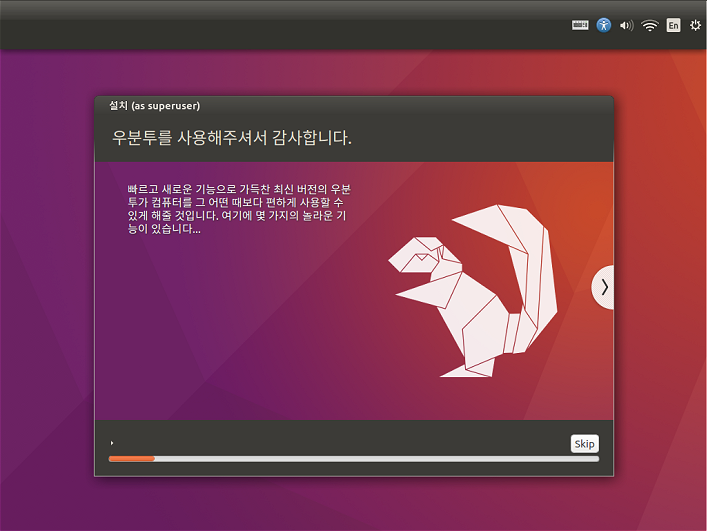 En
설치 (as superuser)
우분투를 사용해주셔서 감사합니다.
빠르고 새로운 기능으로 가득찬 최신 버전의 우분
투가 컴퓨터를 그 어떤 때보다 편하게 사용할 수
있게 해줄 것입니다. 여기에 몇 가지의 놀라운 기
능이 있습니다...
Skip